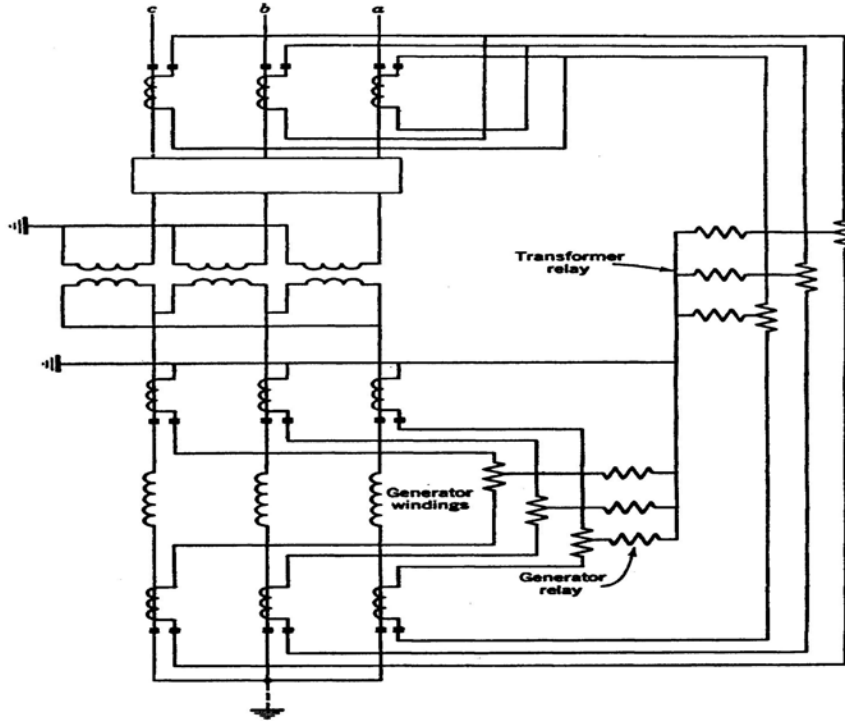 c b a
Transformer
relay
Generator
windings
Generator
relay